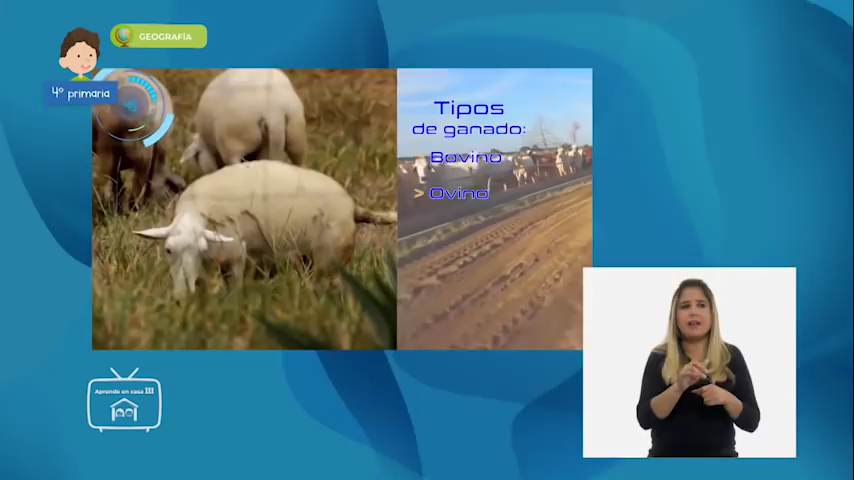 GEOGRAFÍA
4º primaria
Tipos
de ganado:
Bovino
> Ovino
Aprende en casa III